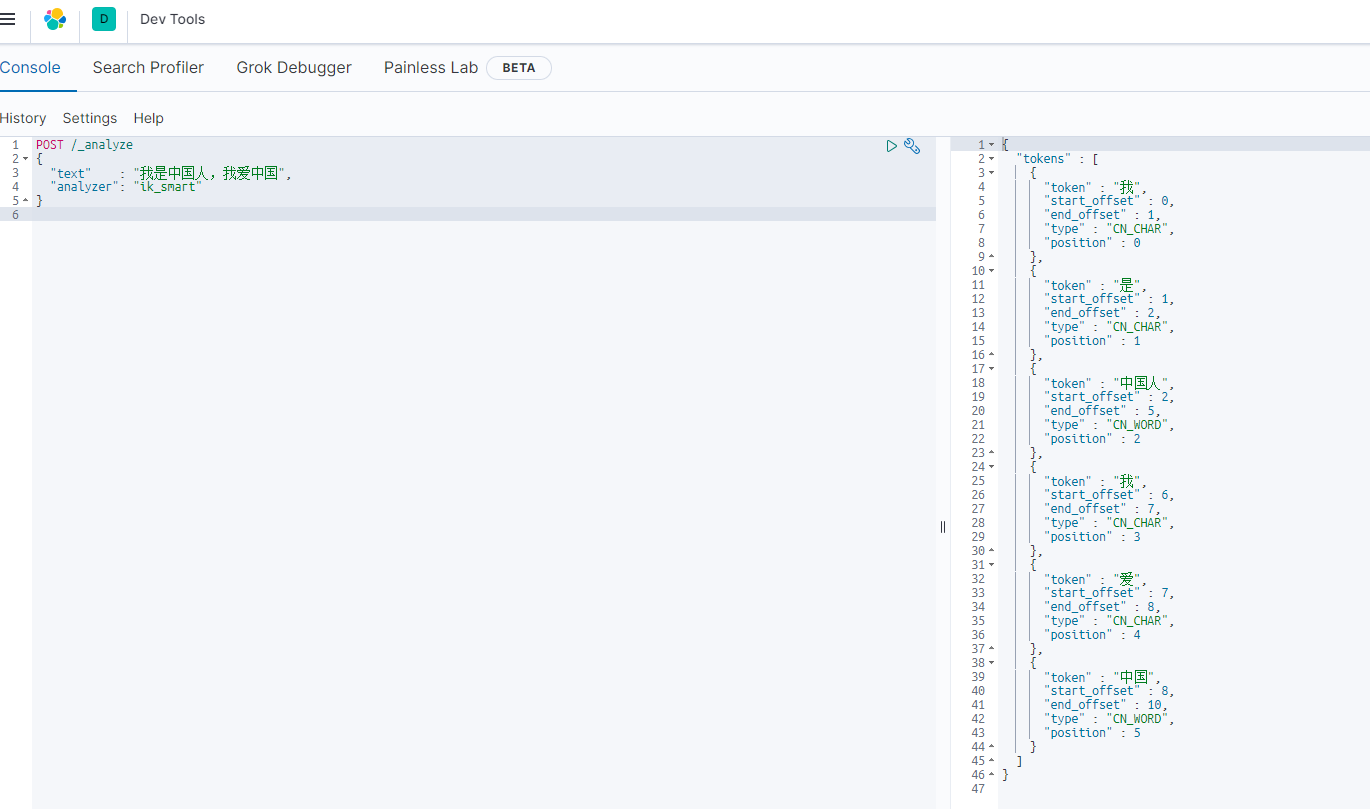 D
Dev Tools
Console
Search Profiler
Grok Debugger
Painless Lab
BETA
History
Settings
Help
1 POST /_analyze
2 {
3 "text"    : "我是中国人，我爱中国",
4 "analyzer": "ik_smart"
5 }
6
1 {
2 "tokens" : [
3 {
4 "token" : "我",
5 "start_offset" : 0,
6 "end_offset" : 1,
7 "type" : "CN_CHAR",
8 "position" : 0
9 },
10 {
11 "token" : "是",
12 "start_offset" : 1,
13 "end_offset" : 2,
14 "type" : "CN_CHAR",
15 "position" : 1
16 },
17 {
18 "token" : "中国人",
19 "start_offset" : 2,
20 "end_offset" : 5,
21 "type" : "CN_WORD",
22 "position" : 2
23 },
24 {
25 "token" : "我",
26 "start_offset" : 6,
27 "end_offset" : 7,
28 "type" : "CN_CHAR",
29 "position" : 3
30 },
31 {
32 "token" : "爱",
33 "start_offset" : 7,
34 "end_offset" : 8,
35 "type" : "CN_CHAR",
36 "position" : 4
37 },
38 {
39 "token" : "中国",
40 "start_offset" : 8,
41 "end_offset" : 10,
42 "type" : "CN_WORD",
43 "position" : 5
44 }
45 ]
46 }
47